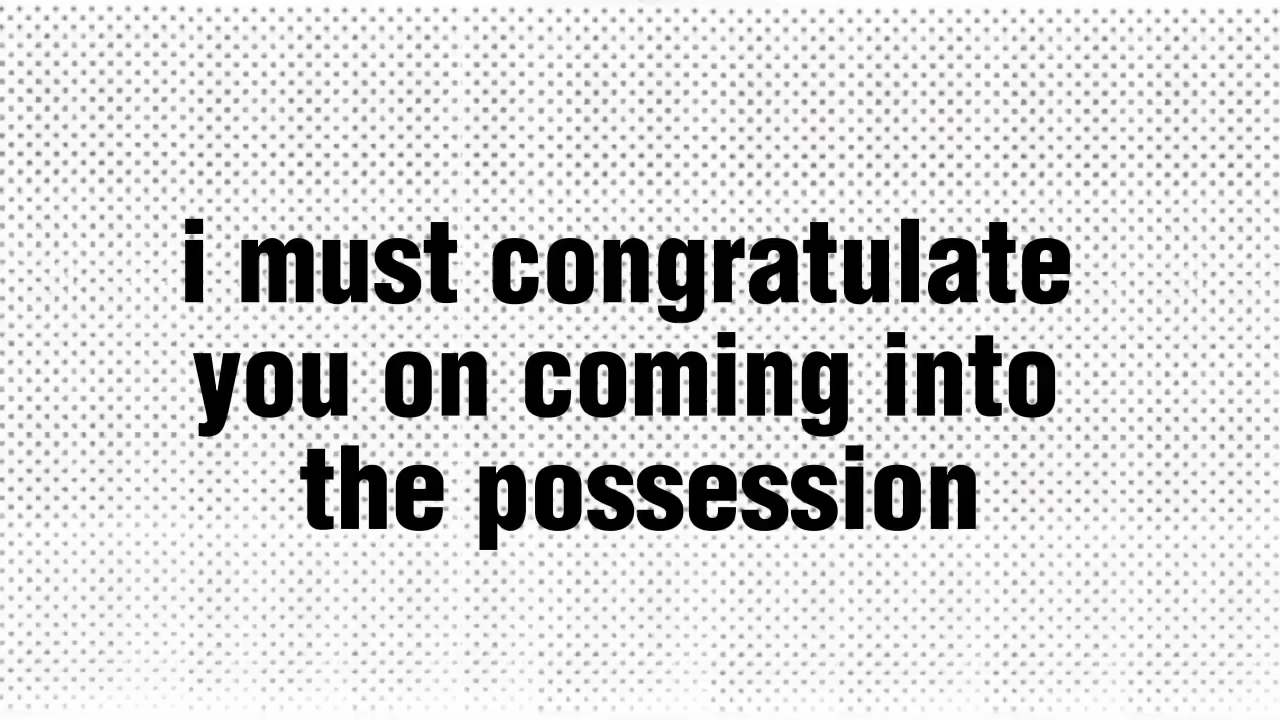 i must congratulate
you on coming into
the possession